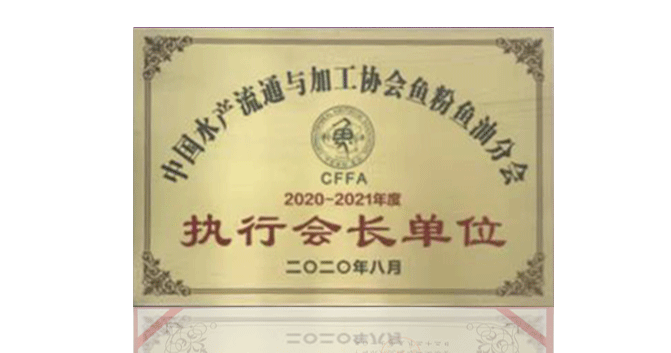 中国水产流通与加工协会鱼粉鱼油分会
CFFA
2020-2021年度
执行会长单位
二〇二〇年八月